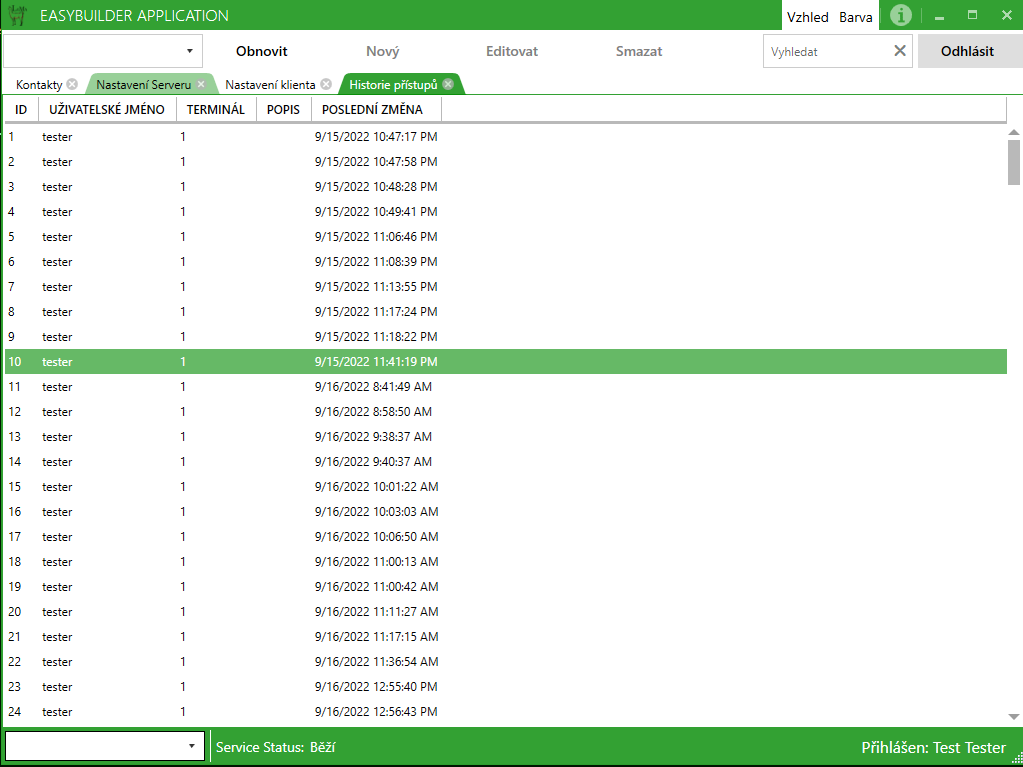 EASYBUILDER APPLICATION
Vzhled Barva
Obnovit Nový Editovat Smazat Vyhledat Odhlásit
Kontakty Nastavení Serveru Nastavení klienta Historie přístupů
ID UŽIVATELSKÉ JMÉNO TERMINÁL POPIS POSLEDNÍ ZMĚNA
1 tester 1 9/15/2022 10:47:17 PM
2 tester 1 9/15/2022 10:47:58 PM
3 tester 1 9/15/2022 10:48:28 PM
4 tester 1 9/15/2022 10:49:41 PM
5 tester 1 9/15/2022 11:06:46 PM
6 tester 1 9/15/2022 11:08:39 PM
7 tester 1 9/15/2022 11:13:55 PM
8 tester 1 9/15/2022 11:17:24 PM
9 tester 1 9/15/2022 11:18:22 PM
10 tester 1 9/15/2022 11:41:19 PM
11 tester 1 9/16/2022 8:41:49 AM
12 tester 1 9/16/2022 8:58:50 AM
13 tester 1 9/16/2022 9:38:37 AM
14 tester 1 9/16/2022 9:40:37 AM
15 tester 1 9/16/2022 10:01:22 AM
16 tester 1 9/16/2022 10:03:03 AM
17 tester 1 9/16/2022 10:06:50 AM
18 tester 1 9/16/2022 11:00:13 AM
19 tester 1 9/16/2022 11:00:42 AM
20 tester 1 9/16/2022 11:11:27 AM
21 tester 1 9/16/2022 11:17:15 AM
22 tester 1 9/16/2022 11:36:54 AM
23 tester 1 9/16/2022 12:55:40 PM
24 tester 1 9/16/2022 12:56:43 PM
Service Status: Běží Přihlášen: Test Tester